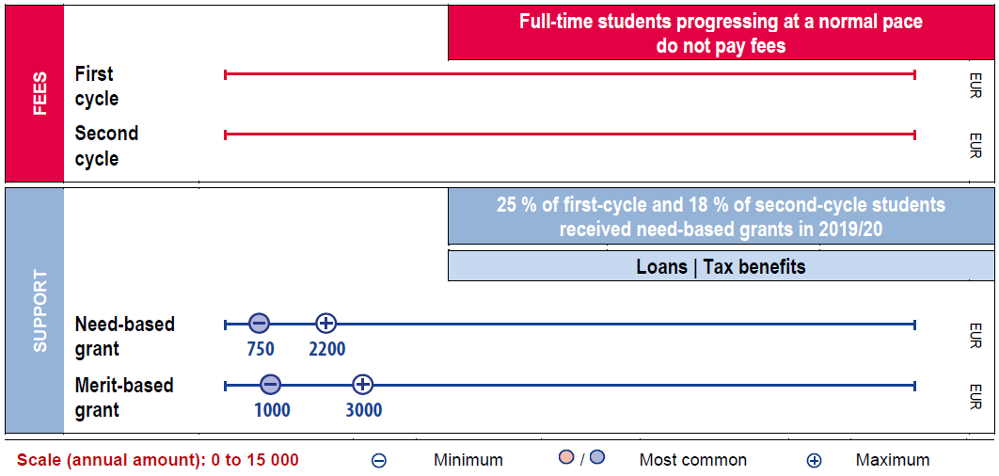 FEES
Full-time students progressing at a normal pace
do not pay fees
First
cycle
EUR
Second
cycle
EUR
SUPPORT
25 % of first-cycle and 18 % of second-cycle students
received need-based grants in 2019/20
Loans | Tax benefits
Need-based
grant
750 2200
EUR
Merit-based
grant
1000 3000
EUR
Scale (annual amount): 0 to 15 000 Minimum / Most common Maximum